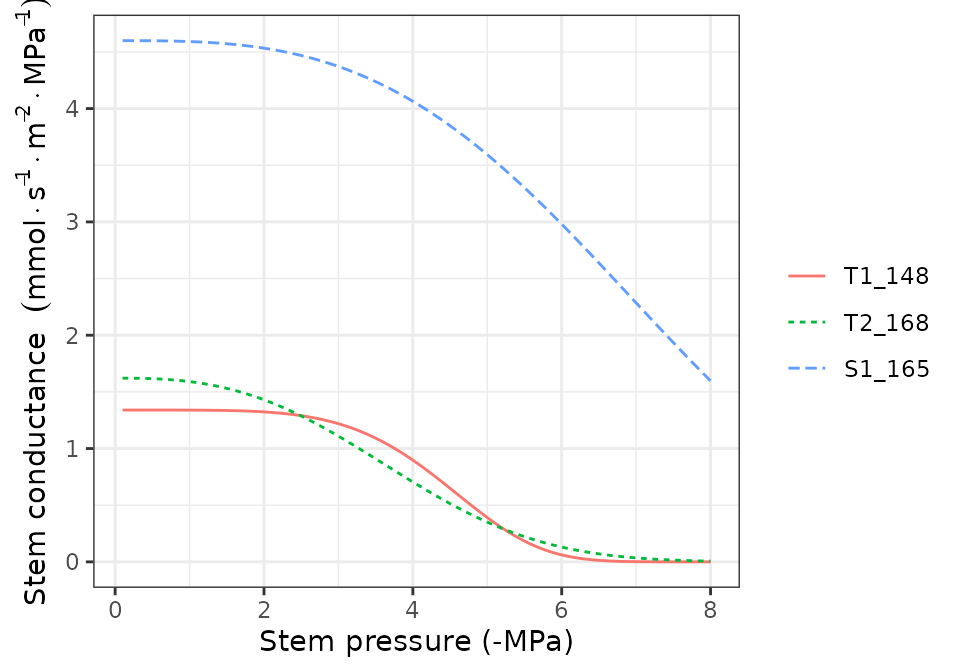 Stem conductance (mmol · s⁻¹ · m⁻² · MPa⁻¹)
4
3
2
1
0
0 2 4 6 8
Stem pressure (-MPa)
T1_148
T2_168
S1_165